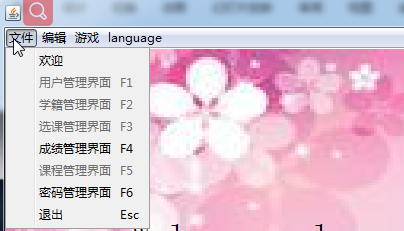 文件 编辑 游戏 language
欢迎
用户管理界面 F1
学籍管理界面 F2
选课管理界面 F3
成绩管理界面 F4
课程管理界面 F5
密码管理界面 F6
退出 Esc